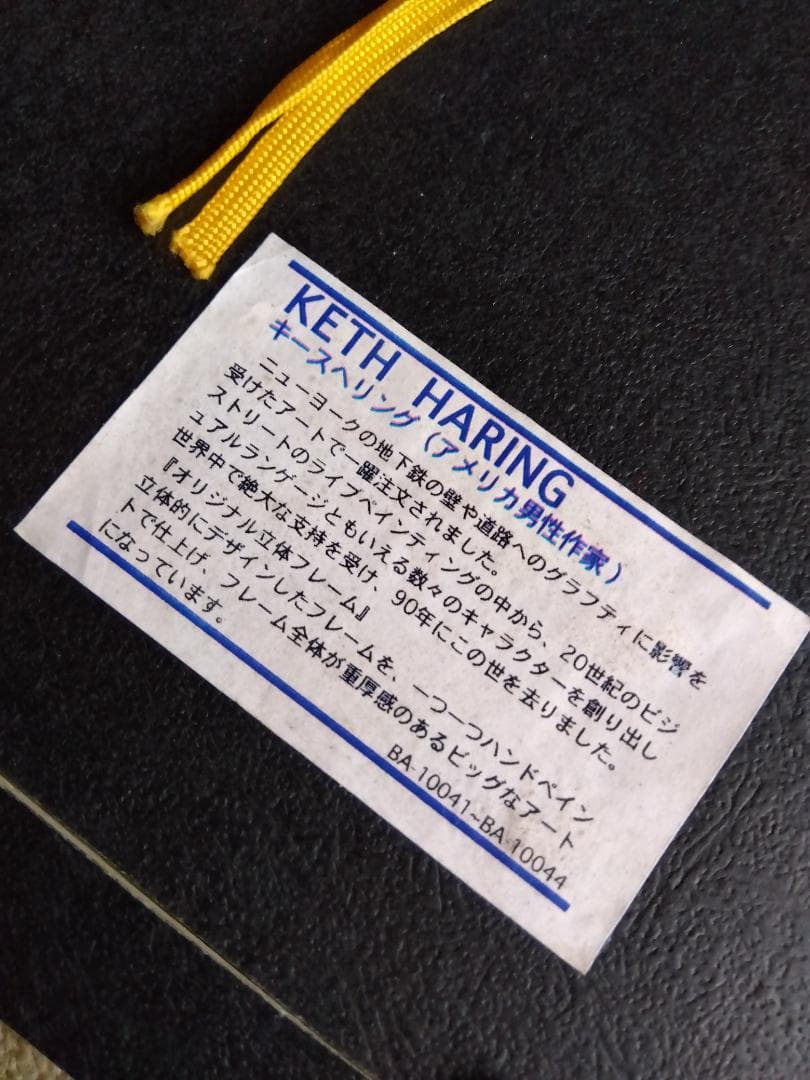 KETH HARING
キースヘリング（アメリカ男性作家）
ニューヨークの地下鉄の壁や道路へのグラフティに影響を
受けたアートで一躍注文されました。
ストリートのライブペインティングの中から、20世紀のビジ
ュアルランゲージともいえる数々のキャラクターを創り出し
世界中で絶大な支持を受け、90年にこの世を去りました。
『オリジナル立体フレーム』
立体的にデザインしたフレームを、一つ一つハンドペイン
トで仕上げ、フレーム全体が重厚感のあるビッグなアート
になっています。
BA-10041~BA-10044